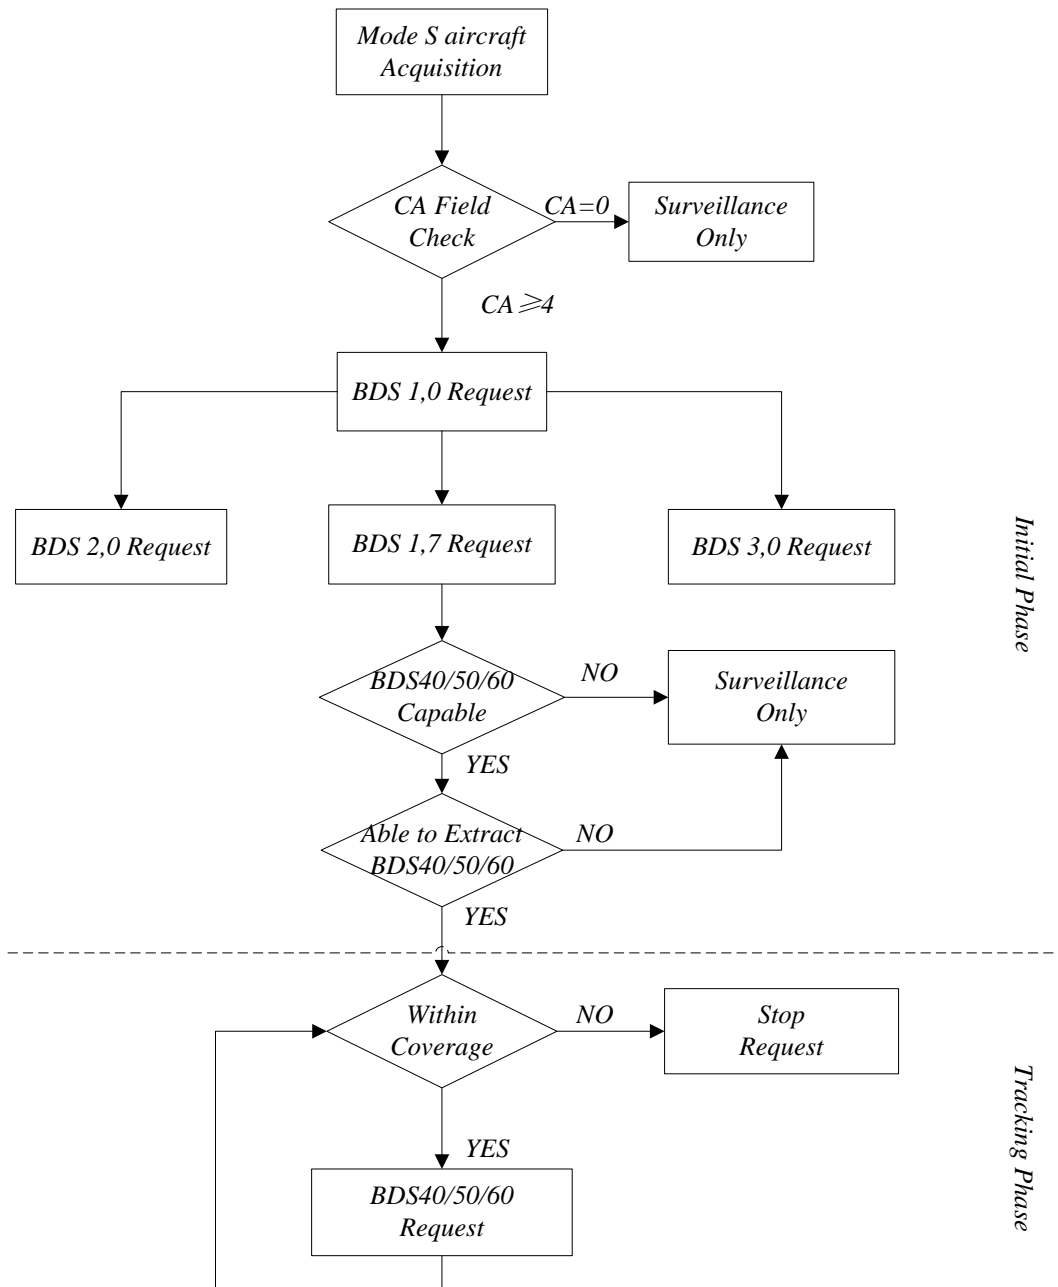 Mode S aircraft
Acquisition
CA Field
Check
CA=0
Surveillance
Only
CA⩾4
BDS 1,0 Request
BDS 2,0 Request
BDS 1,7 Request
BDS 3,0 Request
Initial Phase
BDS40/50/60
Capable
NO
Surveillance
Only
YES
Able to Extract
BDS40/50/60
NO
YES
Within
Coverage
NO
Stop
Request
Tracking Phase
YES
BDS40/50/60
Request